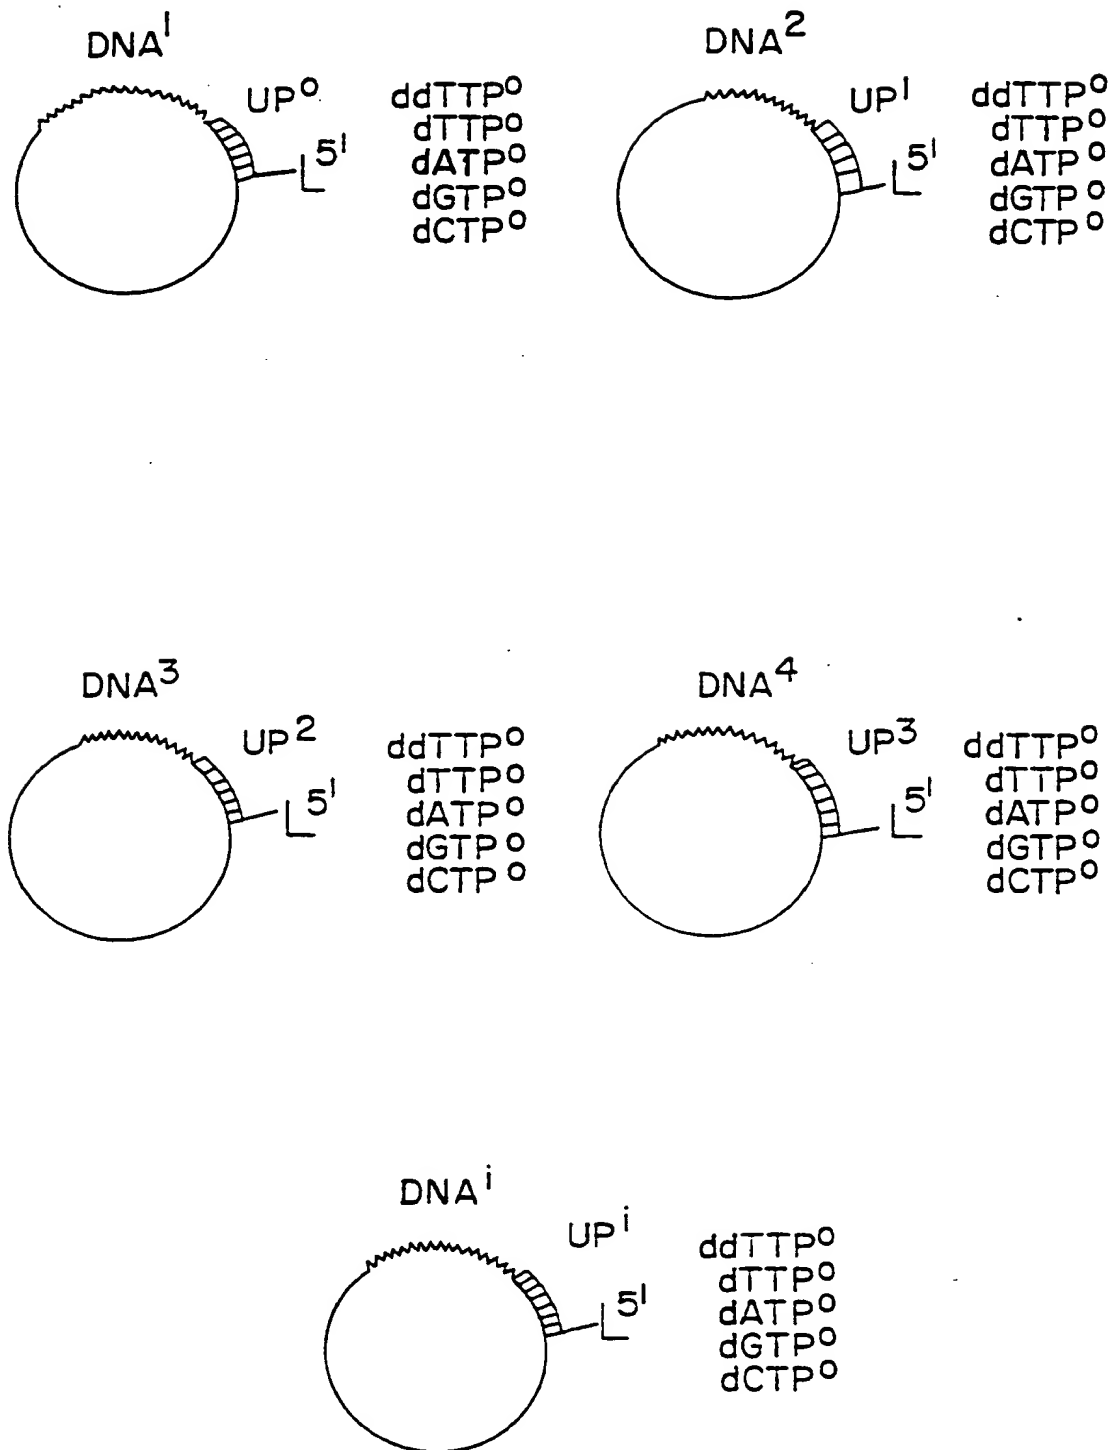 DNA¹
UP⁰
5'
ddTTP⁰
dTTP⁰
dATP⁰
dGTP⁰
dCTP⁰
DNA²
UP¹
5'
ddTTP⁰
dTTP⁰
dATP⁰
dGTP⁰
dCTP⁰
DNA³
UP²
5'
ddTTP⁰
dTTP⁰
dATP⁰
dGTP⁰
dCTP⁰
DNA⁴
UP³
5'
ddTTP⁰
dTTP⁰
dATP⁰
dGTP⁰
dCTP⁰
DNAⁱ
UPⁱ
5'
ddTTP⁰
dTTP⁰
dATP⁰
dGTP⁰
dCTP⁰